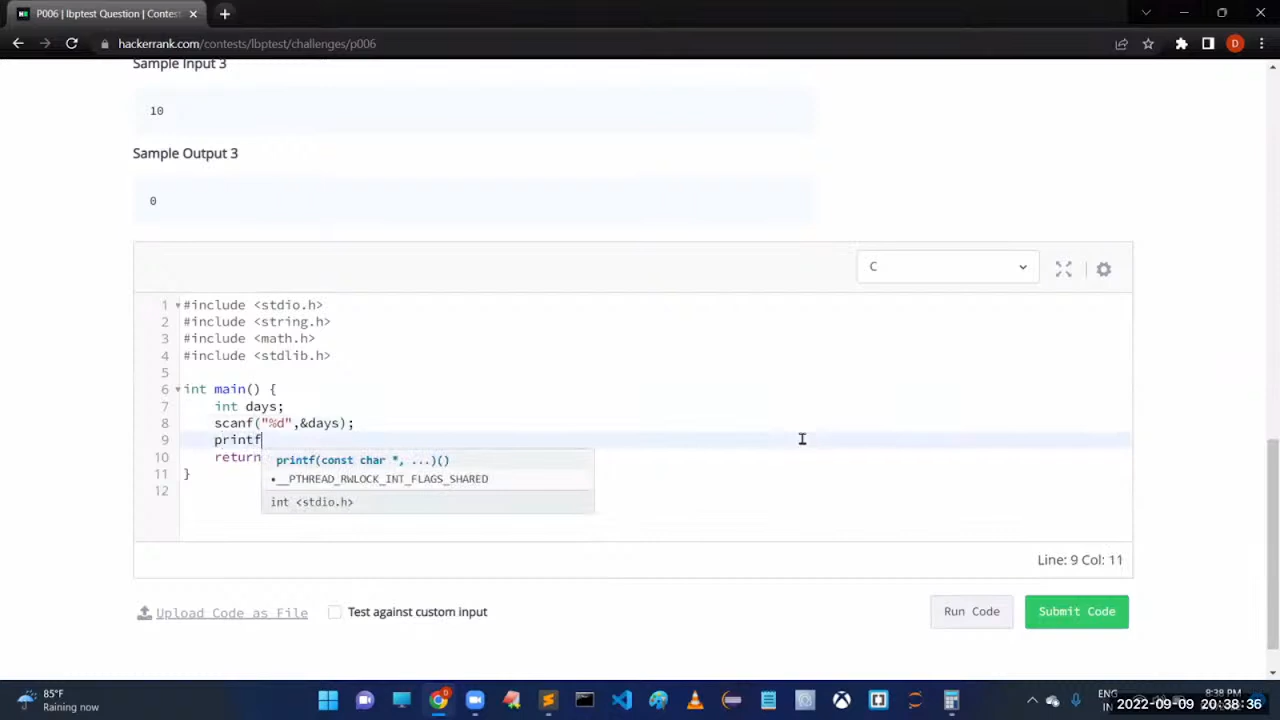 P006 | lbptest Question | Contes
hackerrank.com/contests/lbptest/challenges/p006
D
Sample Input 3
10
Sample Output 3
0
C
1 #include <stdio.h>
2 #include <string.h>
3 #include <math.h>
4 #include <stdlib.h>
5
6 int main() {
7 int days;
8 scanf("%d",&days);
9 printf
10 return
printf(const char *, ...)()
11 }
•__PTHREAD_RWLOCK_INT_FLAGS_SHARED
12
int <stdio.h>
Line: 9 Col: 11
Upload Code as File
Test against custom input
Run Code
Submit Code
85°F
Raining now
ENG
IN
8:38 PM
2022-09-09 20:38:36